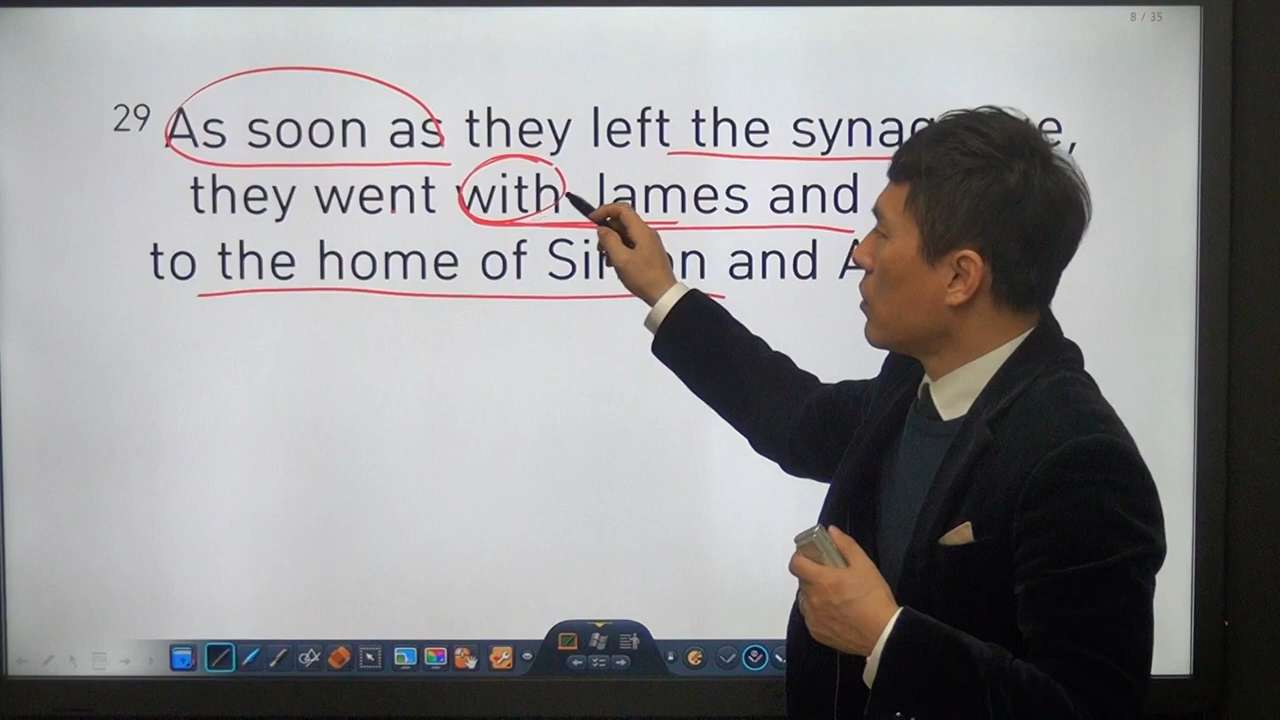 8 / 35
29 As soon as they left the
they went with James and
to the home of Simon and